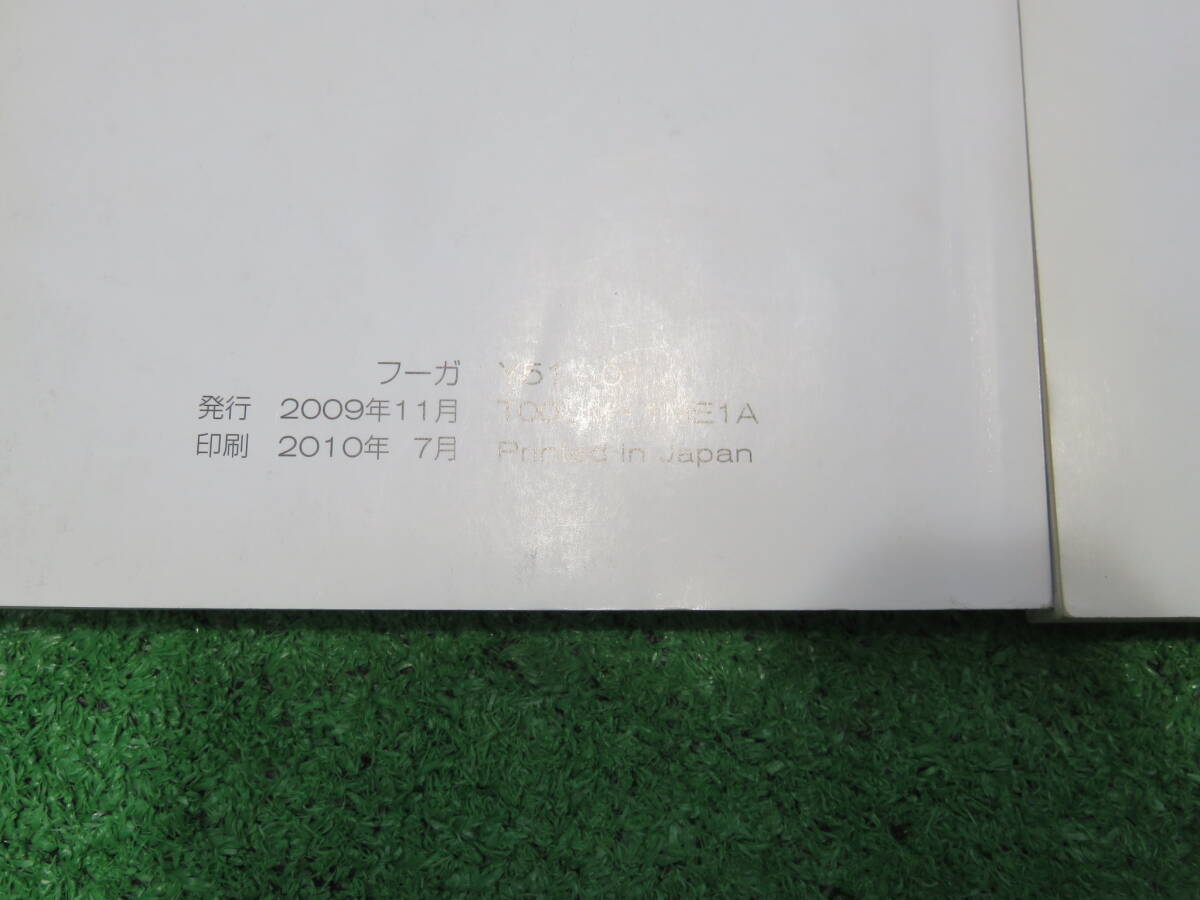 フーガ
発行 2009年11月
印刷 2010年 7月 Printed in Japan